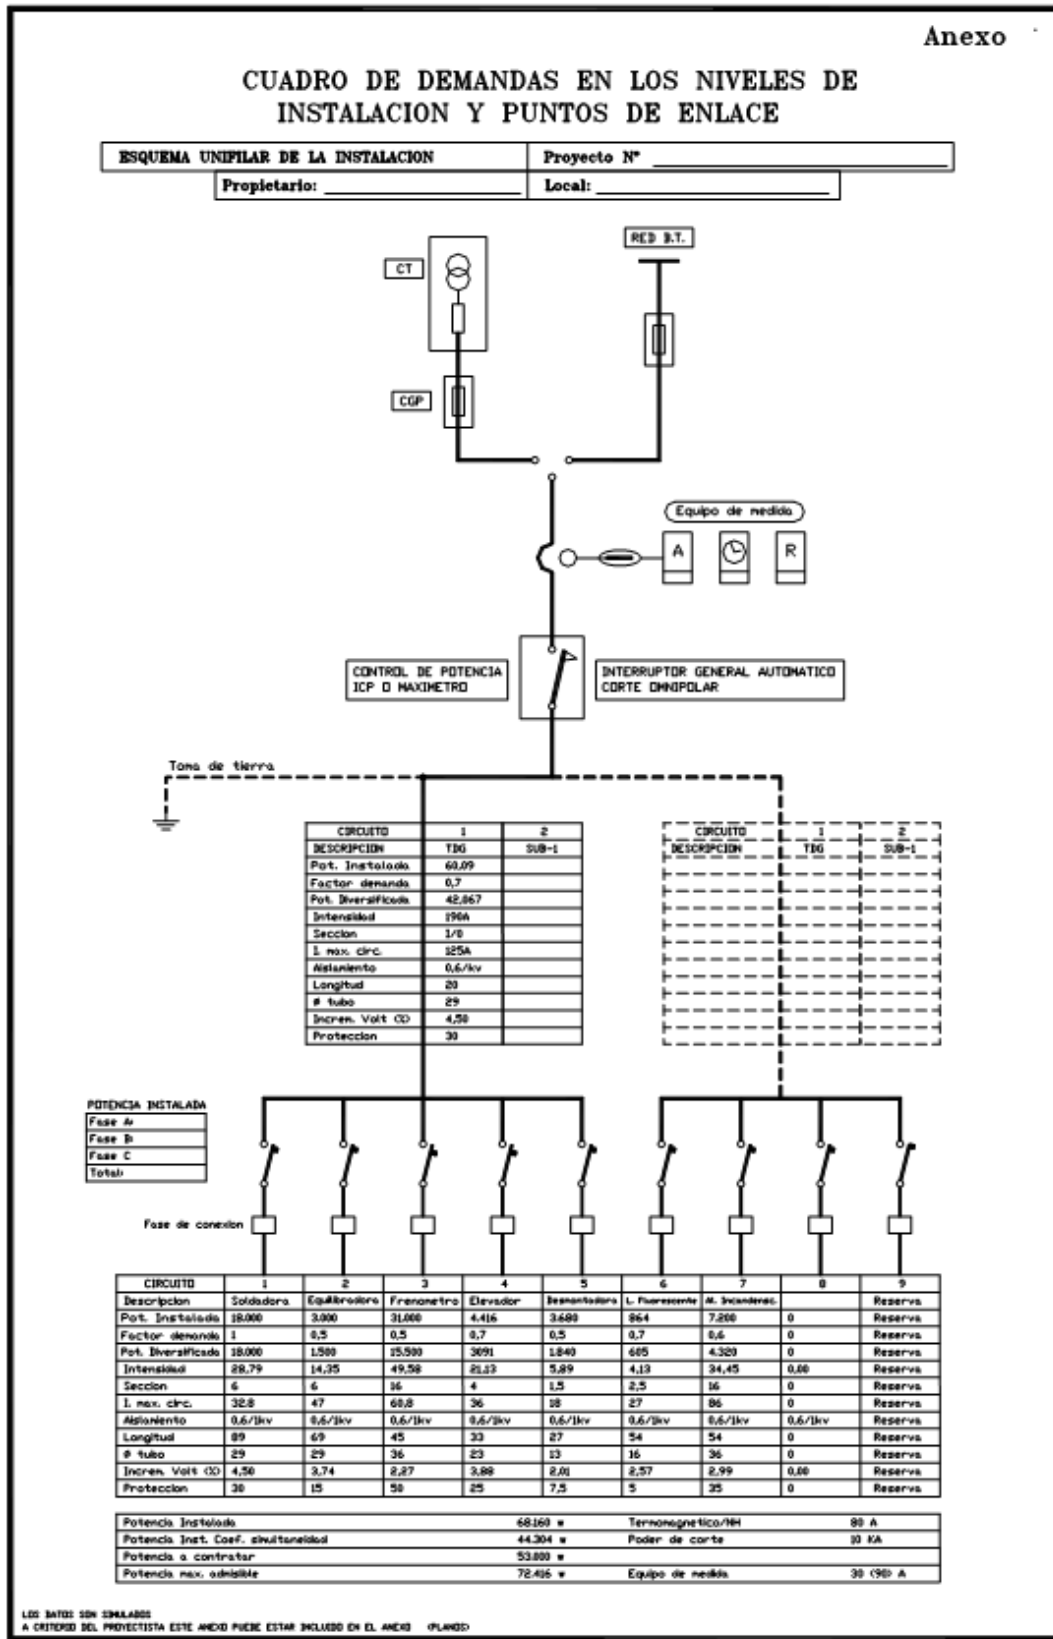 Anexo
CUADRO DE DEMANDAS EN LOS NIVELES DE
INSTALACION Y PUNTOS DE ENLACE
ESQUEMA UNIFILAR DE LA INSTALACION Proyecto N°
Propietario: Local:
RED B.T.
CT
CGP
Equipo de medida
A R
CONTROL DE POTENCIA
ICP O MAXIMETRO
INTERRUPTOR GENERAL AUTOMATICO
CORTE OMNIPOLAR
Toma de tierra
CIRCUITO 1 2
DESCRIPCION TDG SUB-1
Pot. Instalada 60,09
Factor demanda 0,7
Pot. Diversificada 42,067
Intensidad 190A
Seccion 1/0
I. max. circ. 125A
Aislamiento 0,6/kv
Longitud 20
ø tubo 29
Increm. Volt (%) 4,50
Proteccion 30
CIRCUITO 1 2
DESCRIPCION TDG SUB-1
POTENCIA INSTALADA
Fase A:
Fase B:
Fase C
Total:
Fase de conexion
CIRCUITO 1 2 3 4 5 6 7 8 9
Descripcion Soldadora Equilibradora Frenometro Elevador Desmontadora L. Fluorescente Al. Incandensc. Reserva
Pot. Instalada 18.000 3.000 31.000 4.416 3.680 864 7.200 0 Reserva
Factor demanda 1 0,5 0,5 0,7 0,5 0,7 0,6 0 Reserva
Pot. Diversificada 18.000 1.500 15.500 3091 1.840 605 4.320 0 Reserva
Intensidad 28,79 14,35 49,58 21,13 5,89 4,13 34,45 0,00 Reserva
Seccion 6 6 16 4 1,5 2,5 16 0 Reserva
I. max. circ. 32.8 47 60,8 36 18 27 86 0 Reserva
Aislamiento 0,6/1kv 0,6/1kv 0,6/1kv 0,6/1kv 0,6/1kv 0,6/1kv 0,6/1kv 0,6/1kv Reserva
Longitud 89 69 45 33 27 54 54 0 Reserva
ø tubo 29 29 36 23 13 16 36 0 Reserva
Increm. Volt (%) 4,50 3,74 2,27 3,88 2,01 2,57 2,99 0,00 Reserva
Proteccion 30 15 50 25 7,5 5 35 0 Reserva
Potencia Instalada 68.160 w Termomagnetico/NH 80 A
Potencia Inst. Coef. simultaneidad 44.304 w Poder de corte 10 KA
Potencia a contratar 53.000 w
Potencia max. admisible 72.416 w Equipo de medida 30 (90) A
LOS DATOS SON SIMULADOS
A CRITERIO DEL PROYECTISTA ESTE ANEXO PUEDE ESTAR INCLUIDO EN EL ANEXO (PLANOS)